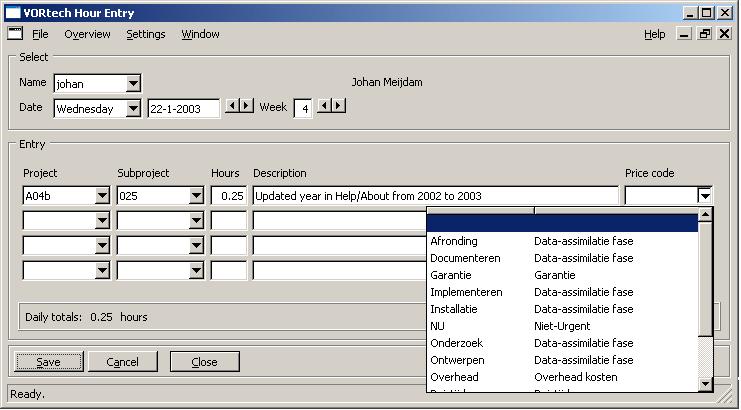 VORtech Hour Entry
File Overview Settings Window Help
Select
Name johan Johan Meijdam
Date Wednesday 22-1-2003 Week 4
Entry
Project Subproject Hours Description Price code
A04b 025 0.25 Updated year in Help/About from 2002 to 2003
Afronding Data-assimilatie fase
Documenteren Data-assimilatie fase
Garantie Garantie
Implementeren Data-assimilatie fase
Installatie Data-assimilatie fase
NU Niet-Urgent
Onderzoek Data-assimilatie fase
Ontwerpen Data-assimilatie fase
Overhead Overhead kosten
Daily totals: 0.25 hours
Save Cancel Close
Ready.